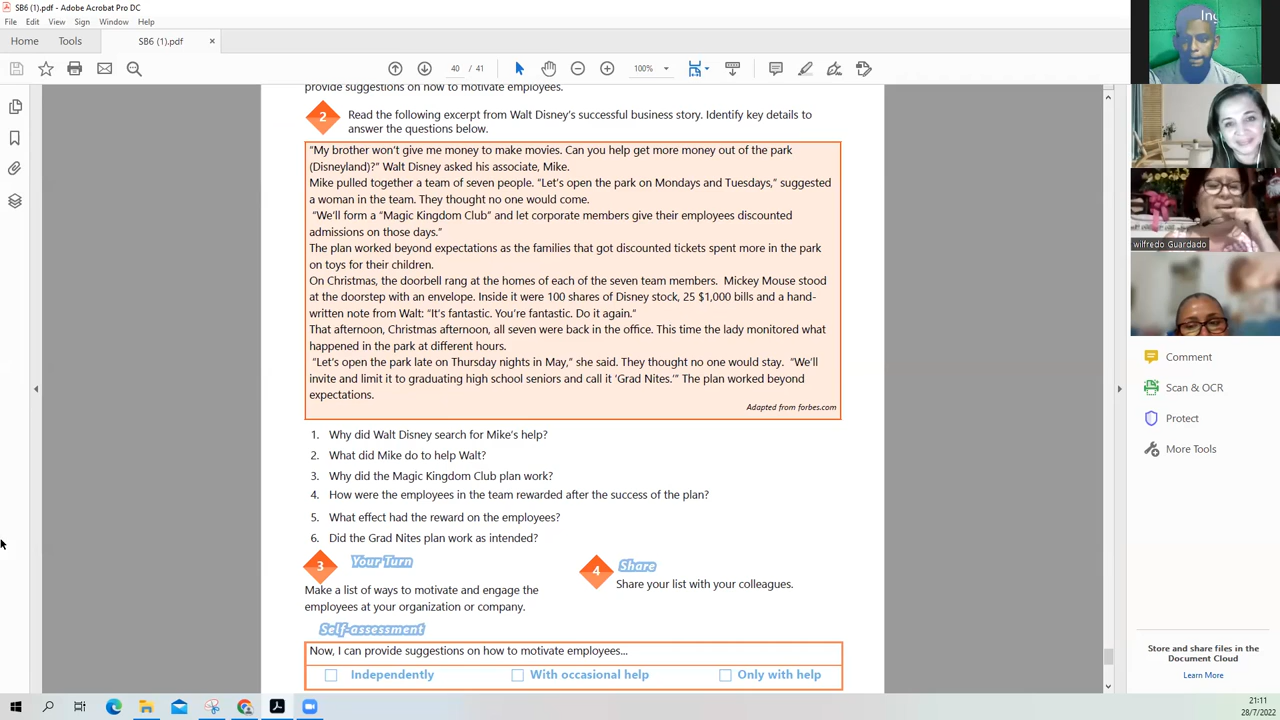 SB6 (1).pdf - Adobe Acrobat Pro DC
File Edit View Sign Window Help
Home Tools SB6 (1).pdf ×
40 / 41 100%
provide suggestions on how to motivate employees.
2 Read the following excerpt from Walt Disney's successful business story. Identify key details to
answer the questions below.
"My brother won't give me money to make movies. Can you help get more money out of the park
(Disneyland)?" Walt Disney asked his associate, Mike.
Mike pulled together a team of seven people. "Let's open the park on Mondays and Tuesdays," suggested
a woman in the team. They thought no one would come.
"We'll form a "Magic Kingdom Club" and let corporate members give their employees discounted
admissions on those days."
The plan worked beyond expectations as the families that got discounted tickets spent more in the park
on toys for their children.
On Christmas, the doorbell rang at the homes of each of the seven team members. Mickey Mouse stood
at the doorstep with an envelope. Inside it were 100 shares of Disney stock, 25 $1,000 bills and a hand-
written note from Walt: "It's fantastic. You're fantastic. Do it again."
That afternoon, Christmas afternoon, all seven were back in the office. This time the lady monitored what
happened in the park at different hours.
"Let's open the park late on Thursday nights in May," she said. They thought no one would stay. "We'll
invite and limit it to graduating high school seniors and call it 'Grad Nites.'" The plan worked beyond
expectations.
Adapted from forbes.com
1. Why did Walt Disney search for Mike's help?
2. What did Mike do to help Walt?
3. Why did the Magic Kingdom Club plan work?
4. How were the employees in the team rewarded after the success of the plan?
5. What effect had the reward on the employees?
6. Did the Grad Nites plan work as intended?
3 Your Turn
Make a list of ways to motivate and engage the
employees at your organization or company.
4 Share
Share your list with your colleagues.
Self-assessment
Now, I can provide suggestions on how to motivate employees...
Independently With occasional help Only with help
Ing
wilfredo Guardado
Comment
Scan & OCR
Protect
More Tools
Store and share files in the
Document Cloud
Learn More
21:11
28/7/2022